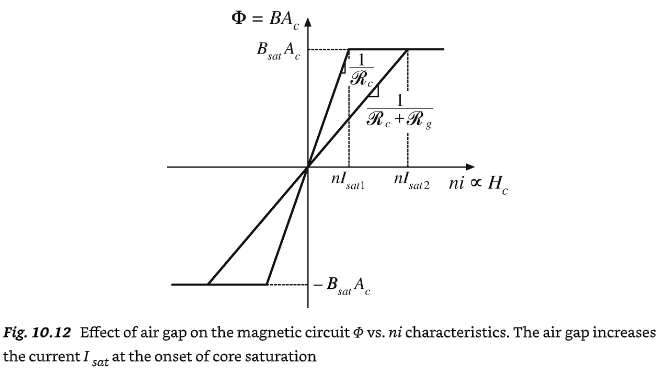 Φ = BA_c
B_sat A_c
1
ℛ_c
1
ℛ_c + ℛ_g
nI_sat1
nI_sat2
ni ∝ H_c
– B_sat A_c
Fig. 10.12 Effect of air gap on the magnetic circuit Φ vs. ni characteristics. The air gap increases
the current I_sat at the onset of core saturation